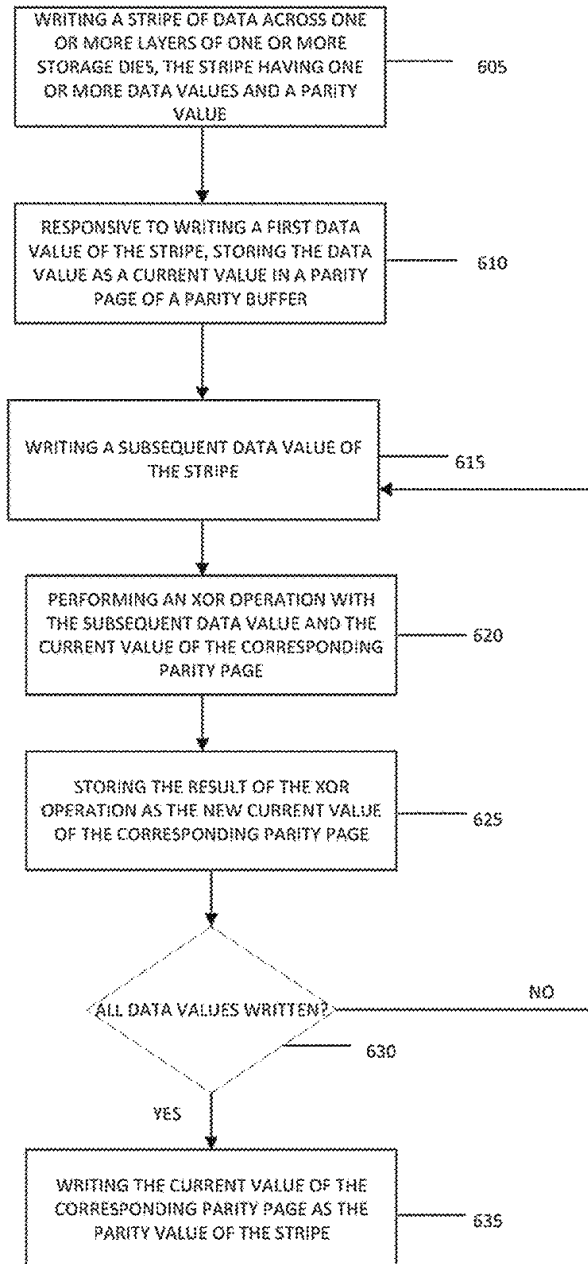 WRITING A STRIPE OF DATA ACROSS ONE
OR MORE LAYERS OF ONE OR MORE
STORAGE DIES, THE STRIPE HAVING ONE
OR MORE DATA VALUES AND A PARITY
VALUE
605
RESPONSIVE TO WRITING A FIRST DATA
VALUE OF THE STRIPE, STORING THE DATA
VALUE AS A CURRENT VALUE IN A PARITY
PAGE OF A PARITY BUFFER
610
WRITING A SUBSEQUENT DATA VALUE OF
THE STRIPE
615
PERFORMING AN XOR OPERATION WITH
THE SUBSEQUENT DATA VALUE AND THE
CURRENT VALUE OF THE CORRESPONDING
PARITY PAGE
620
STORING THE RESULT OF THE XOR
OPERATION AS THE NEW CURRENT VALUE
OF THE CORRESPONDING PARITY PAGE
625
ALL DATA VALUES WRITTEN?
NO
630
YES
WRITING THE CURRENT VALUE OF THE
CORRESPONDING PARITY PAGE AS THE
PARITY VALUE OF THE STRIPE
635